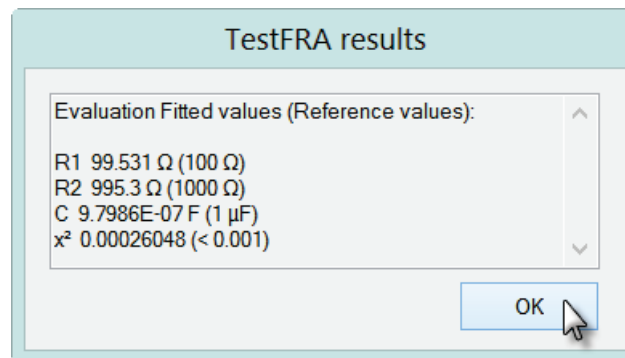 TestFRA results
Evaluation Fitted values (Reference values):
R1 99.531 Ω (100 Ω)
R2 995.3 Ω (1000 Ω)
C 9.7986E-07 F (1 µF)
x² 0.00026048 (< 0.001)
OK